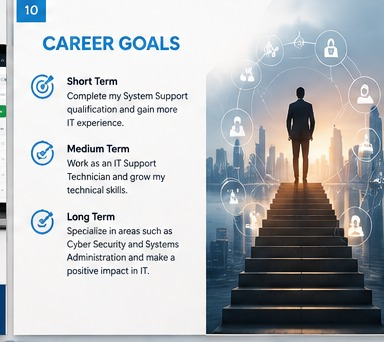 10
CAREER GOALS
Short Term
Complete my System Support
qualification and gain more
IT experience.
Medium Term
Work as an IT Support
Technician and grow my
technical skills.
Long Term
Specialize in areas such as
Cyber Security and Systems
Administration and make a
positive impact in IT.